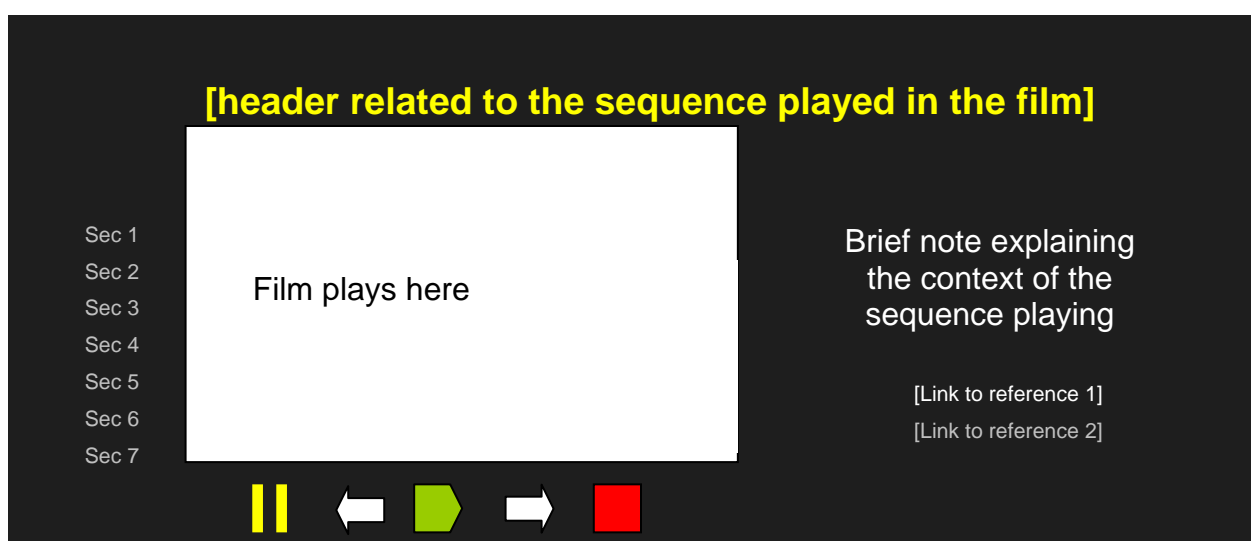 [header related to the sequence played in the film]
Sec 1
Sec 2
Sec 3
Sec 4
Sec 5
Sec 6
Sec 7
Film plays here
Brief note explaining
the context of the
sequence playing
[Link to reference 1]
[Link to reference 2]